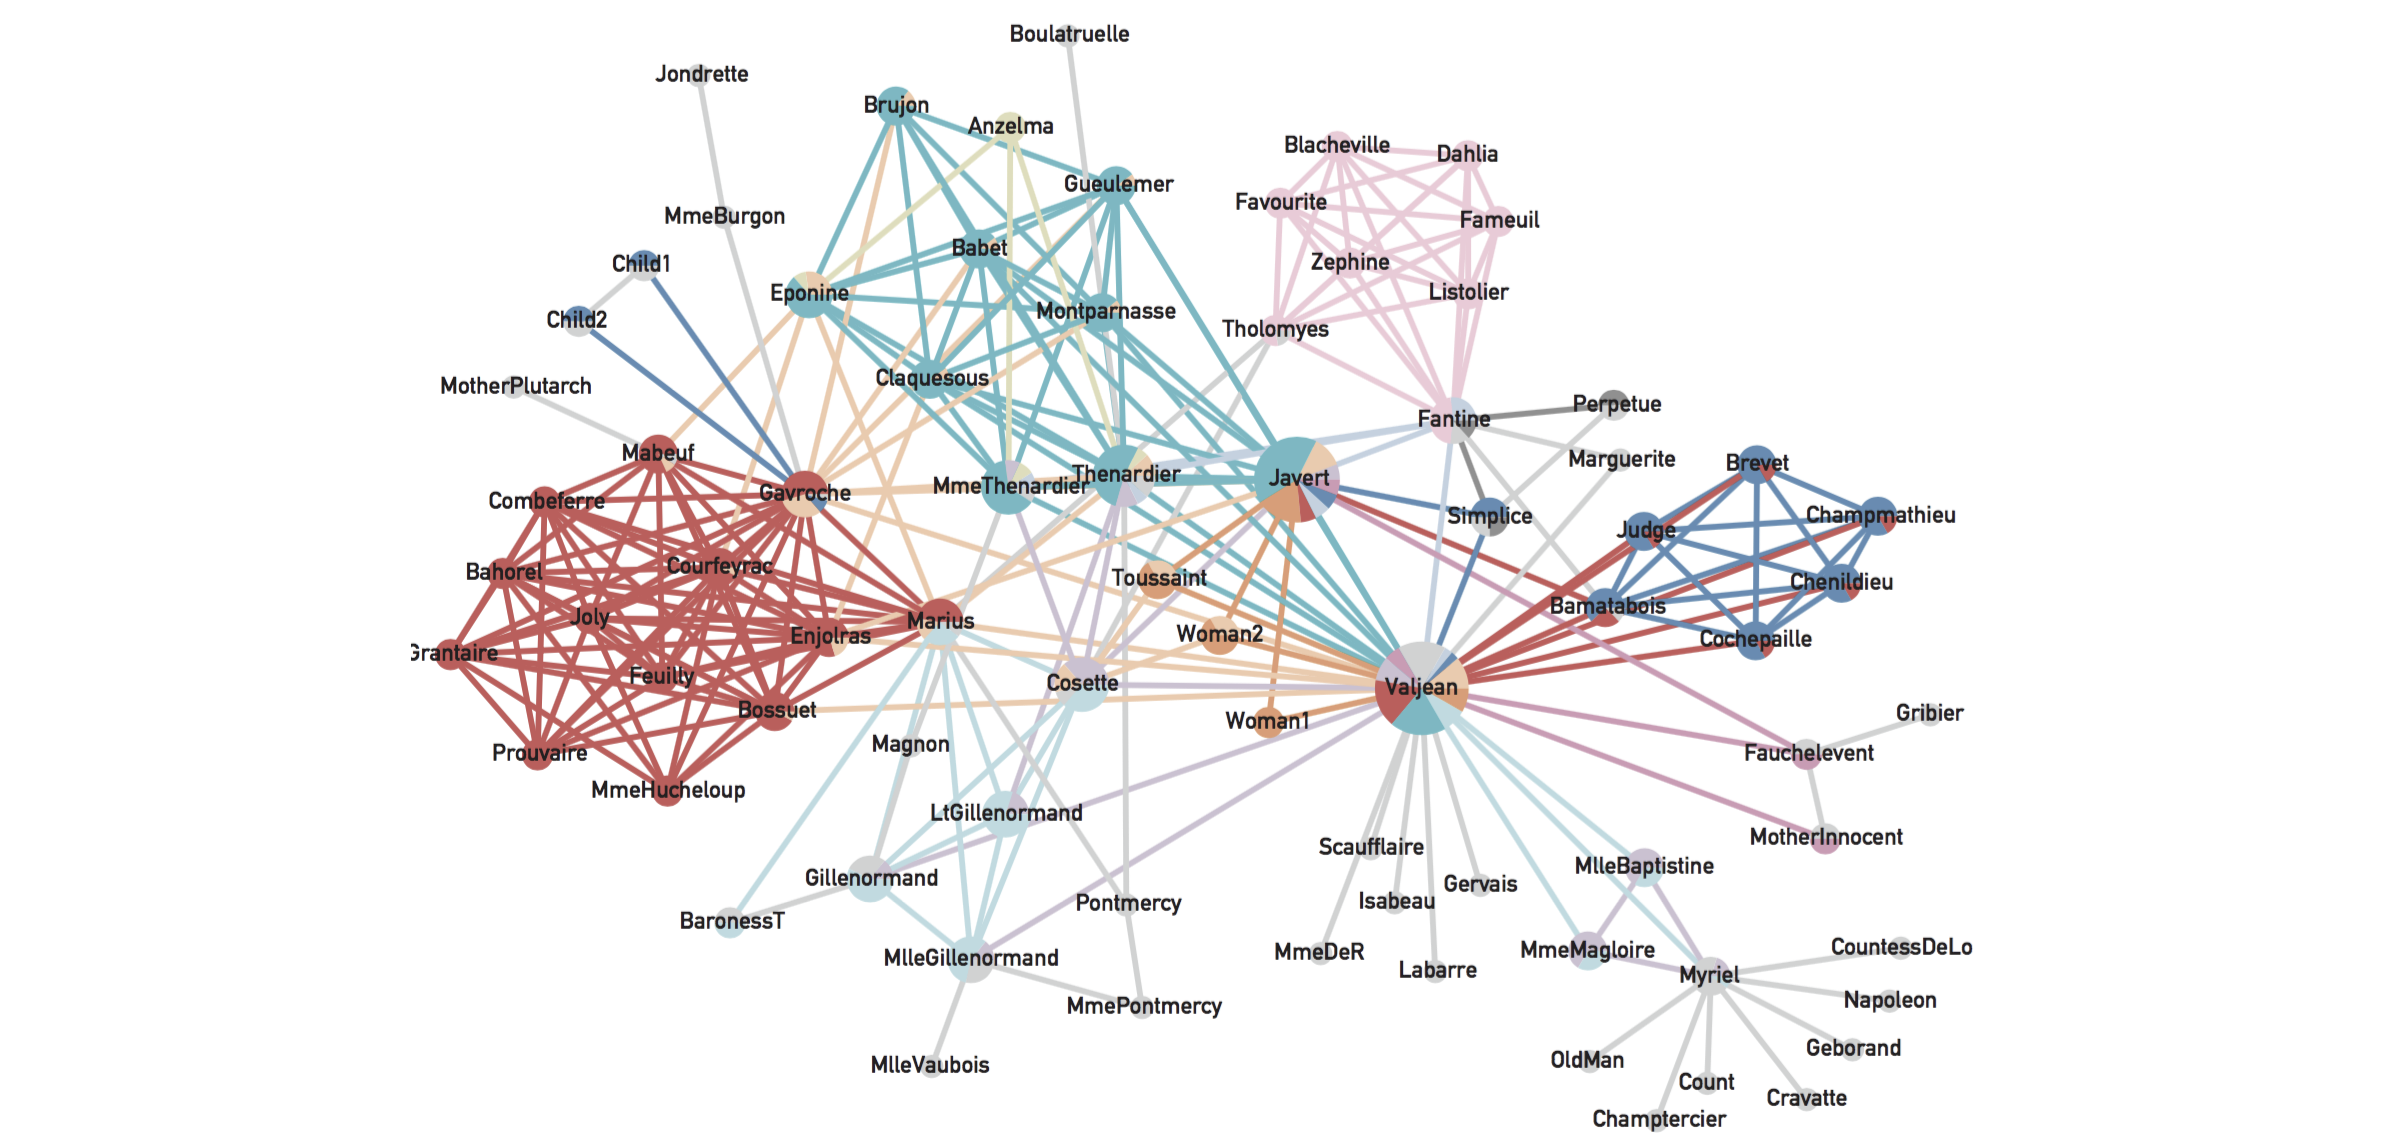 Boulatruelle
Jondrette
Brujon
Anzelma
Blacheville
Dahlia
Gueulemer
Favourite
MmeBurgon
Fameuil
Babet
Child1
Zephine
Eponine
Listolier
Montparnasse
Child2
Tholomyes
Claquesous
MotherPlutarch
Perpetue
Fantine
Mabeuf
Marguerite
Brevet
Thenardier
Javert
MmeThenardier
Gavroche
Combeferre
Simplice
Champmathieu
Judge
Courfeyrac
Bahorel
Toussaint
Chenildieu
Bamatabois
Joly
Marius
Woman2
Enjolras
Cochepaille
Grantaire
Feuilly
Cosette
Valjean
Bossuet
Gribier
Woman1
Magnon
Prouvaire
Fauchelevent
MmeHucheloup
LtGillenormand
MotherInnocent
Scaufflaire
MlleBaptistine
Gillenormand
Gervais
Isabeau
Pontmercy
BaronessT
CountessDeLo
MmeMagloire
MmeDeR
MlleGillenormand
Labarre
Myriel
Napoleon
MmePontmercy
Geborand
OldMan
MlleVaubois
Count
Cravatte
Champtercier